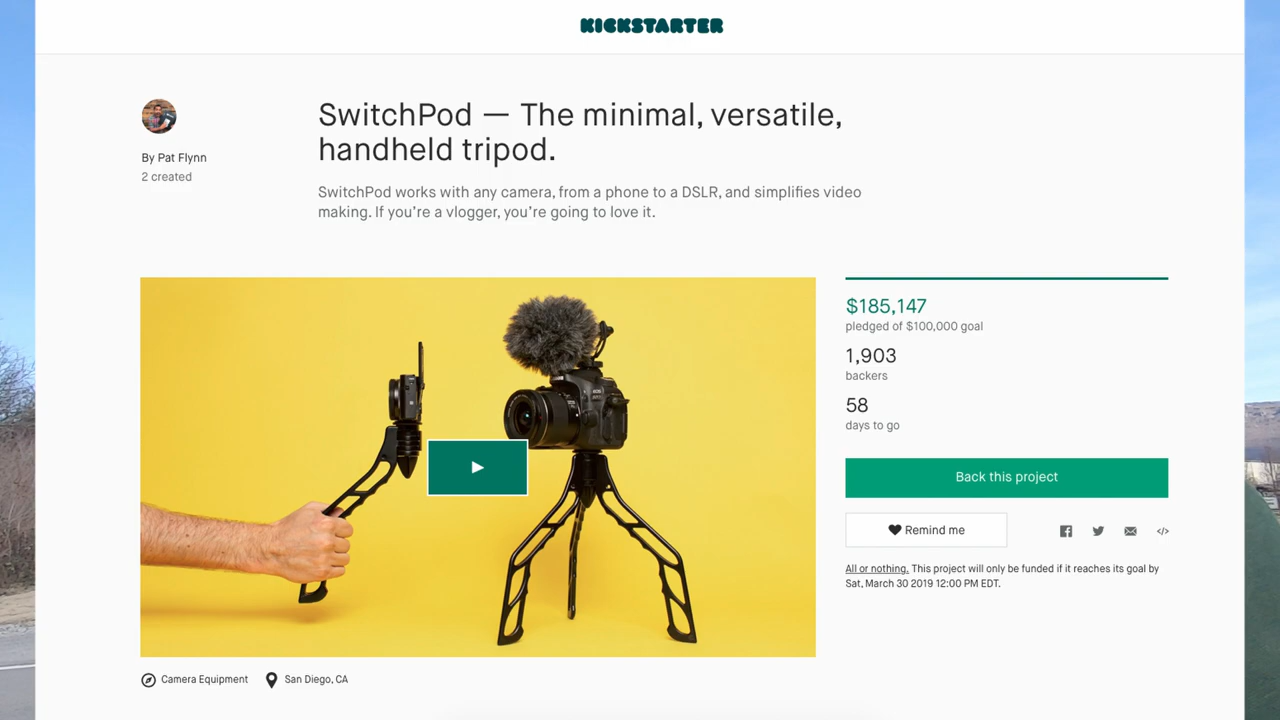 KICKSTARTER
By Pat Flynn
2 created
SwitchPod — The minimal, versatile,
handheld tripod.
SwitchPod works with any camera, from a phone to a DSLR, and simplifies video
making. If you're a vlogger, you're going to love it.
$185,147
pledged of $100,000 goal
1,903
backers
58
days to go
Back this project
Remind me
All or nothing. This project will only be funded if it reaches its goal by
Sat, March 30 2019 12:00 PM EDT.
Camera Equipment
San Diego, CA